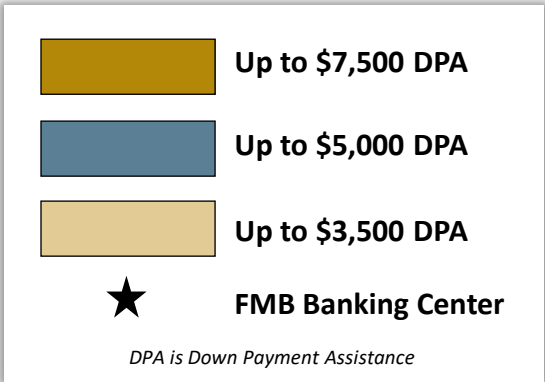 Up to $7,500 DPA
Up to $5,000 DPA
Up to $3,500 DPA
FMB Banking Center
DPA is Down Payment Assistance